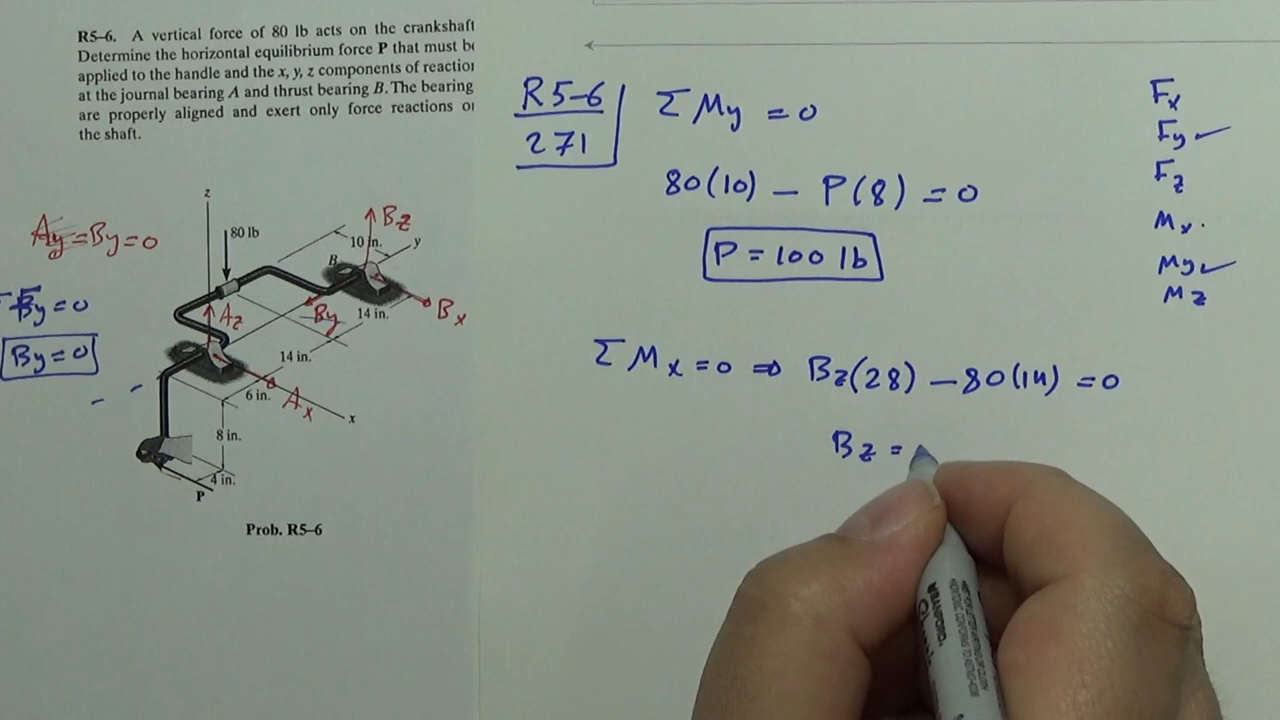 R5–6. A vertical force of 80 lb acts on the crankshaft
Determine the horizontal equilibrium force P that must be
applied to the handle and the x, y, z components of reaction
at the journal bearing A and thrust bearing B. The bearing
are properly aligned and exert only force reactions on
the shaft.
z
80 lb
10 in.
y
B
14 in.
14 in.
6 in.
x
8 in.
4 in.
P
Prob. R5–6
Ay=By=0
By=0
By=0
Bz
Bx
By
Az
Ax
R5-6
271
ΣMy = 0
80(10) – P(8) = 0
P = 100 lb
ΣMx = 0 ⇒ Bz(28) – 80(14) = 0
Bz =
Fx
Fy ✓
Fz
Mx.
My ✓
Mz